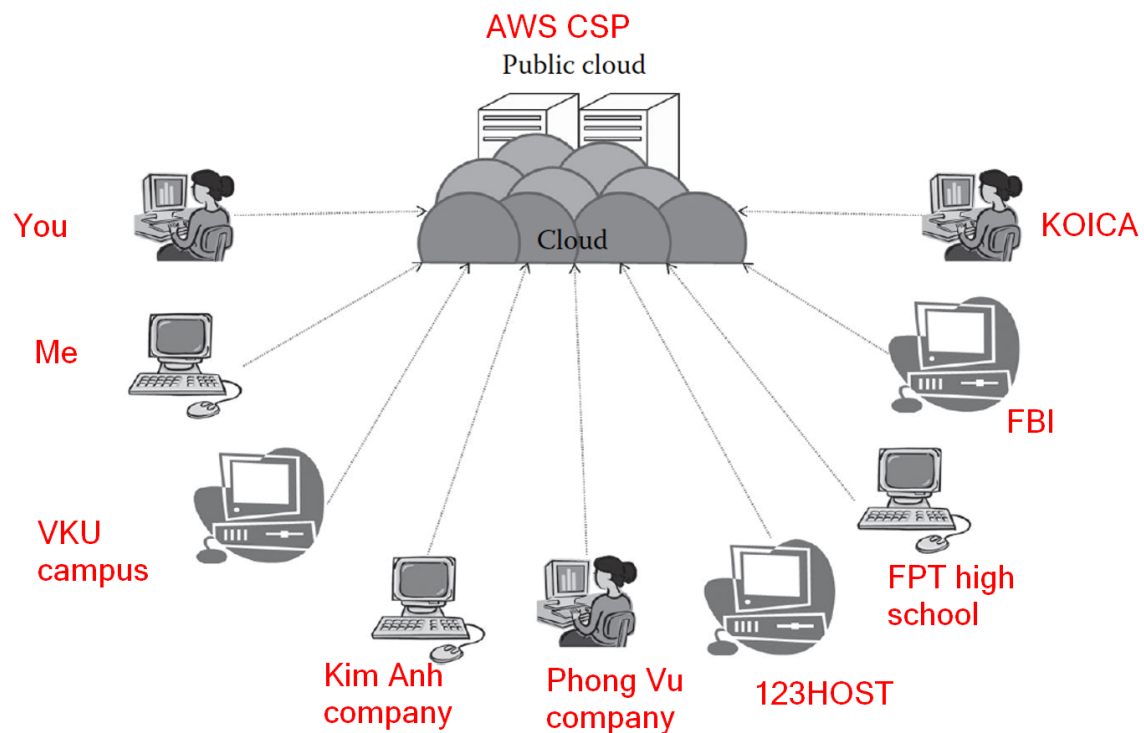 AWS CSP
Public cloud
Cloud
You
KOICA
Me
FBI
VKU
campus
FPT high
school
Kim Anh
company
Phong Vu
company
123HOST